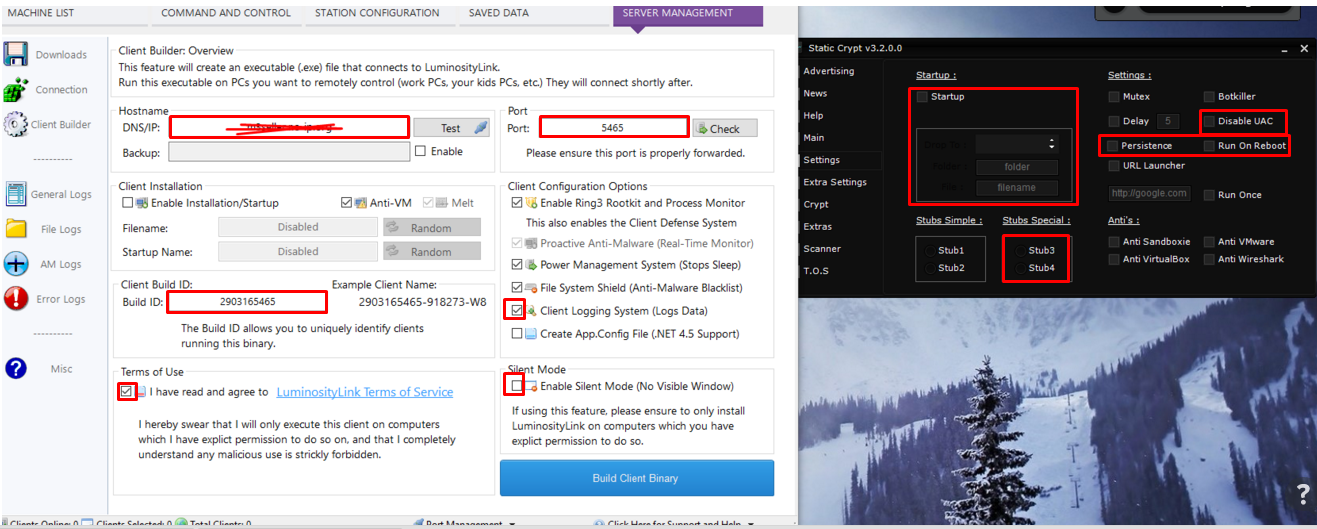 MACHINE LIST
COMMAND AND CONTROL
STATION CONFIGURATION
SAVED DATA
SERVER MANAGEMENT
Downloads
Connection
Client Builder
----------
General Logs
File Logs
AM Logs
Error Logs
----------
Misc
Client Builder: Overview
This feature will create an executable (.exe) file that connects to LuminosityLink.
Run this executable on PCs you want to remotely control (work PCs, your kids PCs, etc.) They will connect shortly after.
Hostname
DNS/IP:
Test
Backup:
Enable
Port
Port: 5465
Check
Please ensure this port is properly forwarded.
Client Installation
Enable Installation/Startup
Anti-VM
Melt
Filename: Disabled Random
Startup Name: Disabled Random
Client Build ID:
Example Client Name:
Build ID: 2903165465
2903165465-918273-W8
The Build ID allows you to uniquely identify clients
running this binary.
Terms of Use
I have read and agree to LuminosityLink Terms of Service
I hereby swear that I will only execute this client on computers
which I have explict permission to do so on, and that I completely
understand any malicious use is strickly forbidden.
Client Configuration Options
Enable Ring3 Rootkit and Process Monitor
This also enables the Client Defense System
Proactive Anti-Malware (Real-Time Monitor)
Power Management System (Stops Sleep)
File System Shield (Anti-Malware Blacklist)
Client Logging System (Logs Data)
Create App.Config File (.NET 4.5 Support)
Silent Mode
Enable Silent Mode (No Visible Window)
If using this feature, please ensure to only install
LuminosityLink on computers which you have
explict permission to do so.
Build Client Binary
Clients Online: 0
Clients Selected: 0
Total Clients: 0
Port Management
Click Here for Support and Help
Static Crypt v3.2.0.0
Advertising
News
Help
Main
Settings
Extra Settings
Crypt
Extras
Scanner
T.O.S
Startup :
Startup
folder
filename
Stubs Simple :
Stub1
Stub2
Stubs Special :
Stub3
Stub4
Settings :
Mutex
Botkiller
Delay 5
Disable UAC
Persistence
Run On Reboot
URL Launcher
http://google.com
Run Once
Anti's :
Anti Sandboxie
Anti VMware
Anti VirtualBox
Anti Wireshark
?